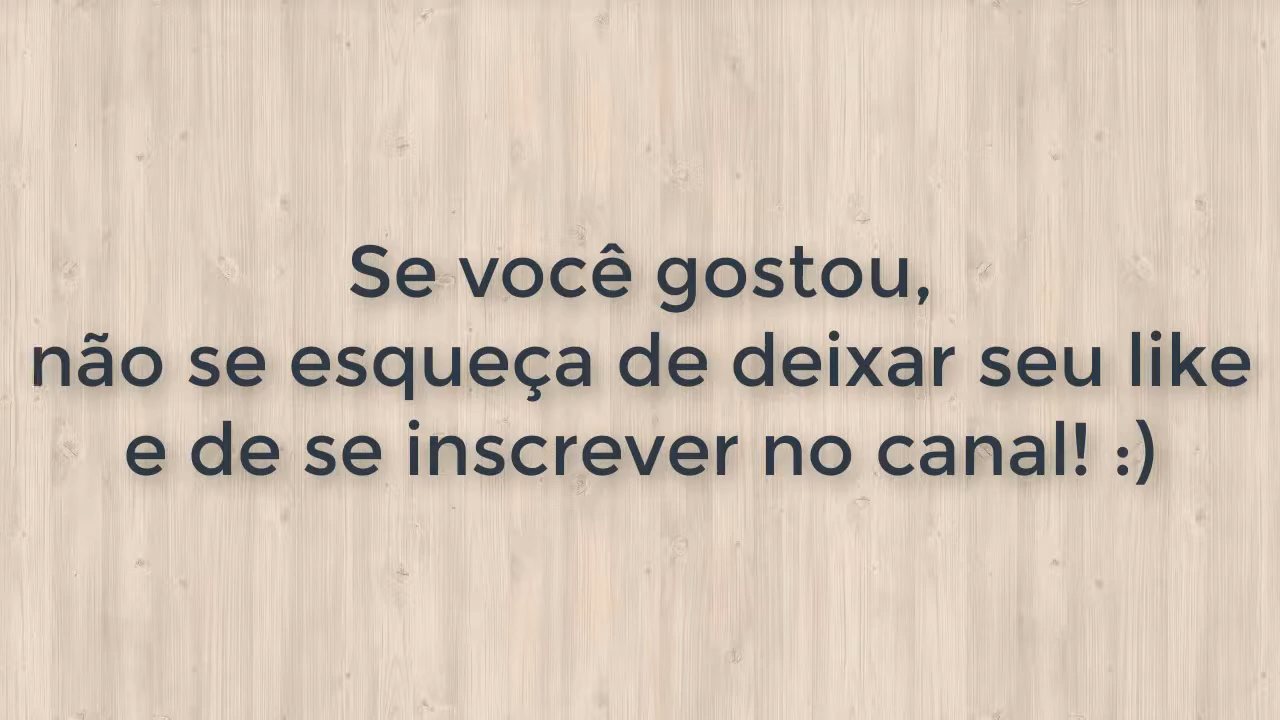 Se você gostou,
não se esqueça de deixar seu like
e de se inscrever no canal! :)